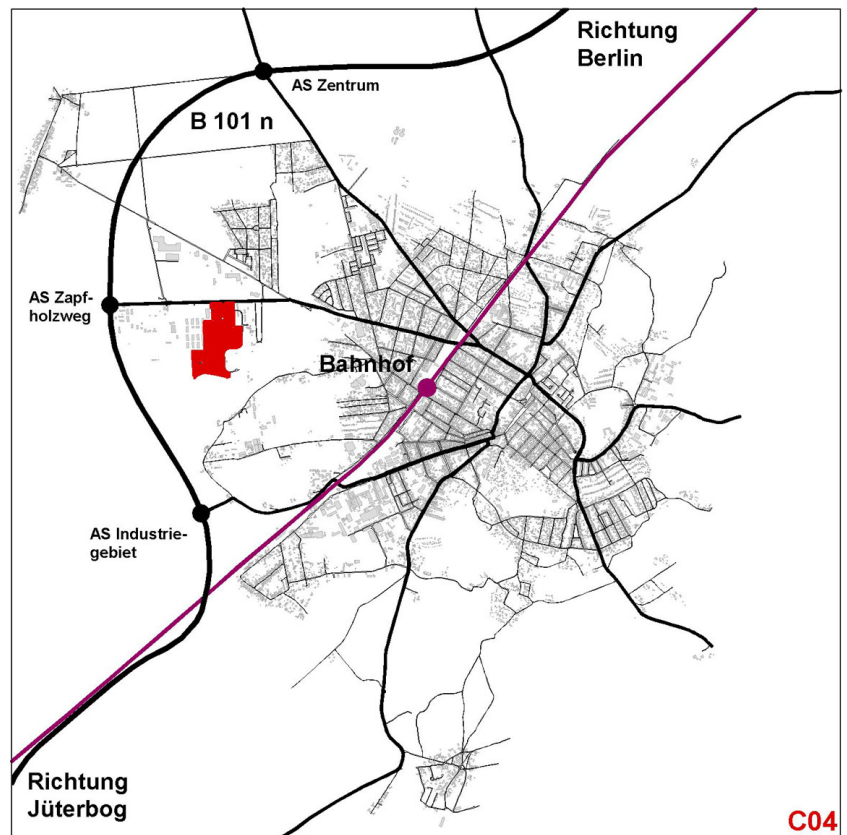 Richtung
Berlin
AS Zentrum
B 101 n
AS Zapf-
holzweg
Bahnhof
AS Industrie-
gebiet
Richtung
Jüterbog
C04